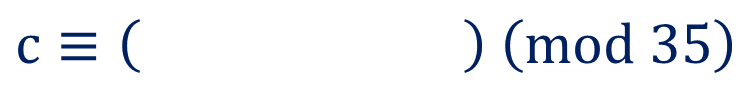 c ≡ (                    ) (mod 35)